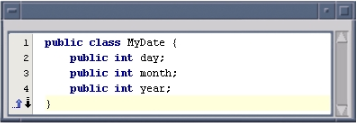 1 public class MyDate {
2 public int day;
3 public int month;
4 public int year;
}